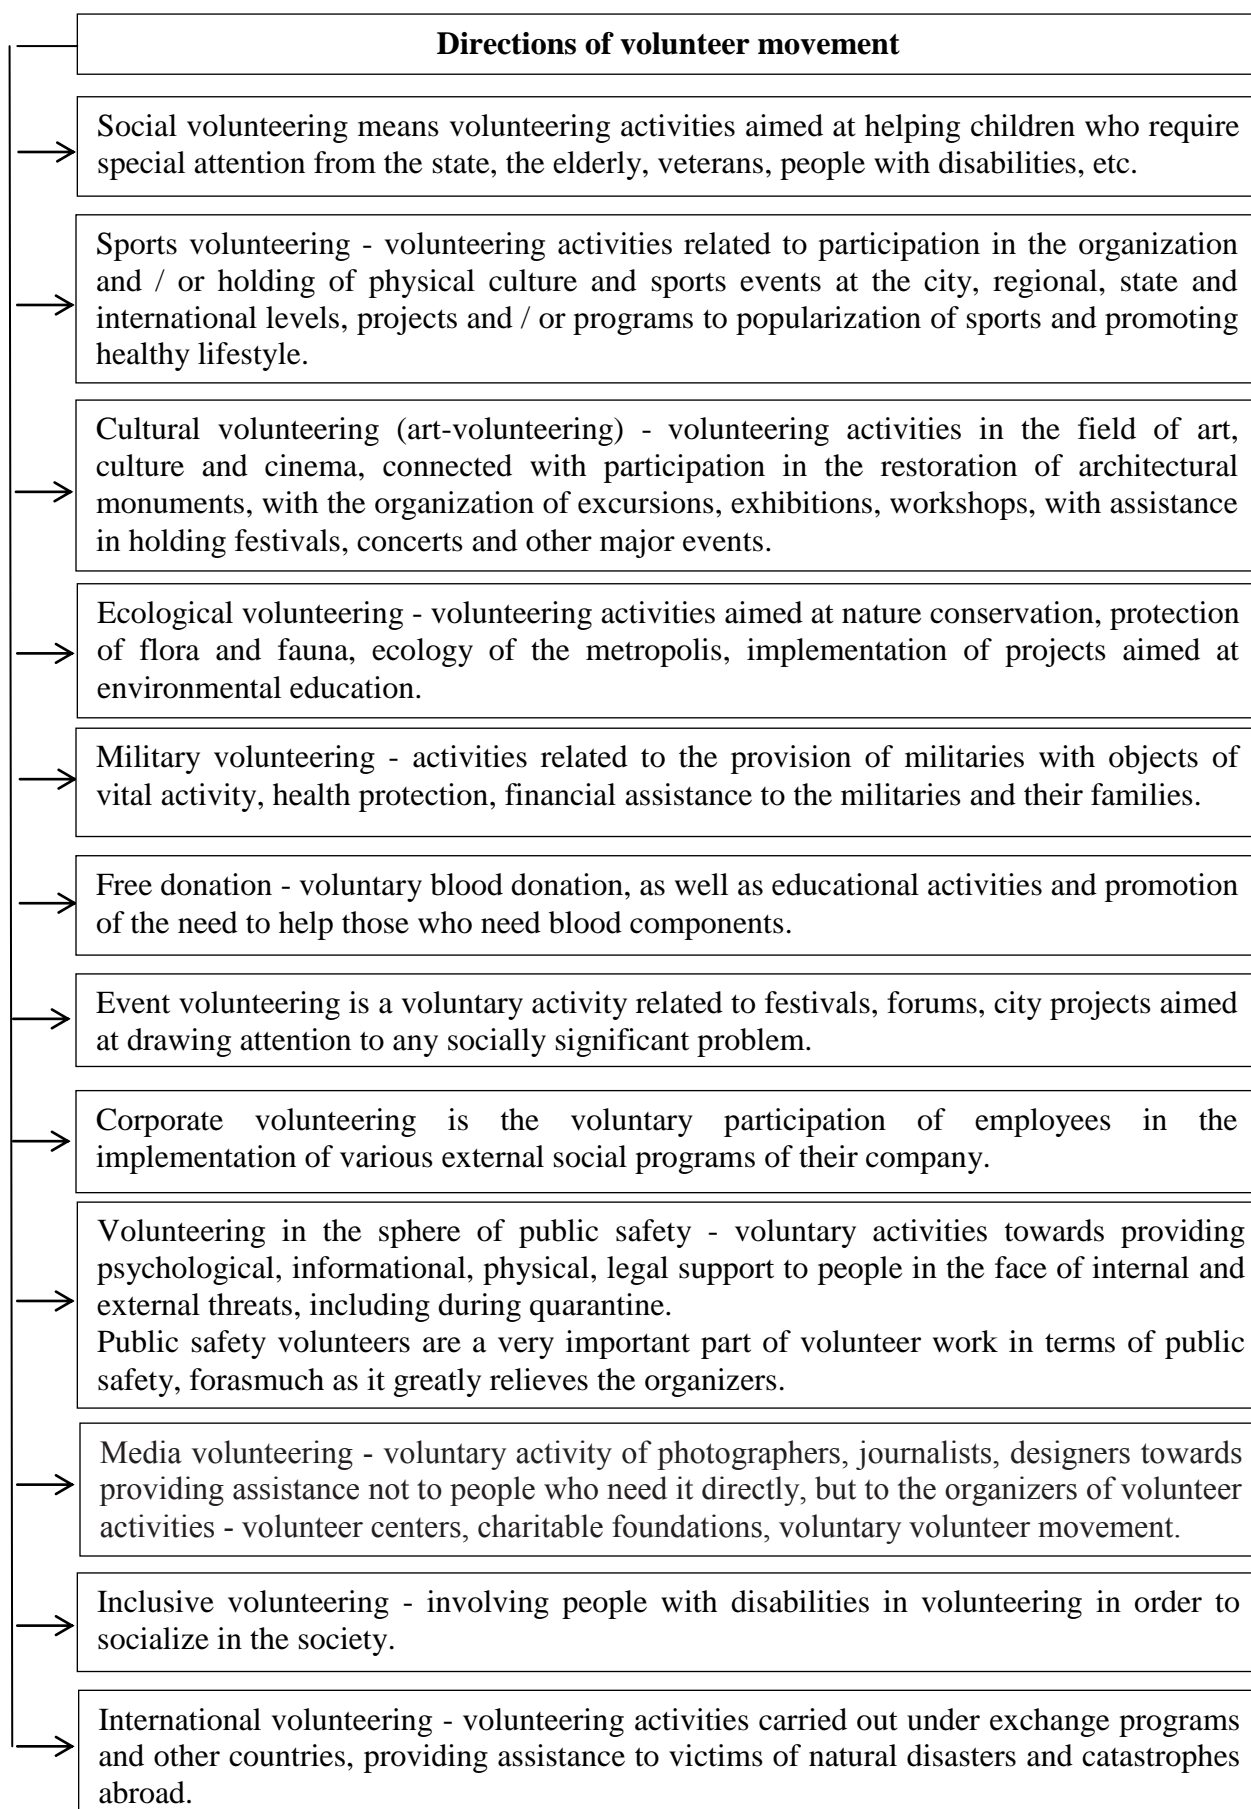 Directions of volunteer movement
Social volunteering means volunteering activities aimed at helping children who require
special attention from the state, the elderly, veterans, people with disabilities, etc.
Sports volunteering - volunteering activities related to participation in the organization
and / or holding of physical culture and sports events at the city, regional, state and
international levels, projects and / or programs to popularization of sports and promoting
healthy lifestyle.
Cultural volunteering (art-volunteering) - volunteering activities in the field of art,
culture and cinema, connected with participation in the restoration of architectural
monuments, with the organization of excursions, exhibitions, workshops, with assistance
in holding festivals, concerts and other major events.
Ecological volunteering - volunteering activities aimed at nature conservation, protection
of flora and fauna, ecology of the metropolis, implementation of projects aimed at
environmental education.
Military volunteering - activities related to the provision of militaries with objects of
vital activity, health protection, financial assistance to the militaries and their families.
Free donation - voluntary blood donation, as well as educational activities and promotion
of the need to help those who need blood components.
Event volunteering is a voluntary activity related to festivals, forums, city projects aimed
at drawing attention to any socially significant problem.
Corporate volunteering is the voluntary participation of employees in the
implementation of various external social programs of their company.
Volunteering in the sphere of public safety - voluntary activities towards providing
psychological, informational, physical, legal support to people in the face of internal and
external threats, including during quarantine.
Public safety volunteers are a very important part of volunteer work in terms of public
safety, forasmuch as it greatly relieves the organizers.
Media volunteering - voluntary activity of photographers, journalists, designers towards
providing assistance not to people who need it directly, but to the organizers of volunteer
activities - volunteer centers, charitable foundations, voluntary volunteer movement.
Inclusive volunteering - involving people with disabilities in volunteering in order to
socialize in the society.
International volunteering - volunteering activities carried out under exchange programs
and other countries, providing assistance to victims of natural disasters and catastrophes
abroad.